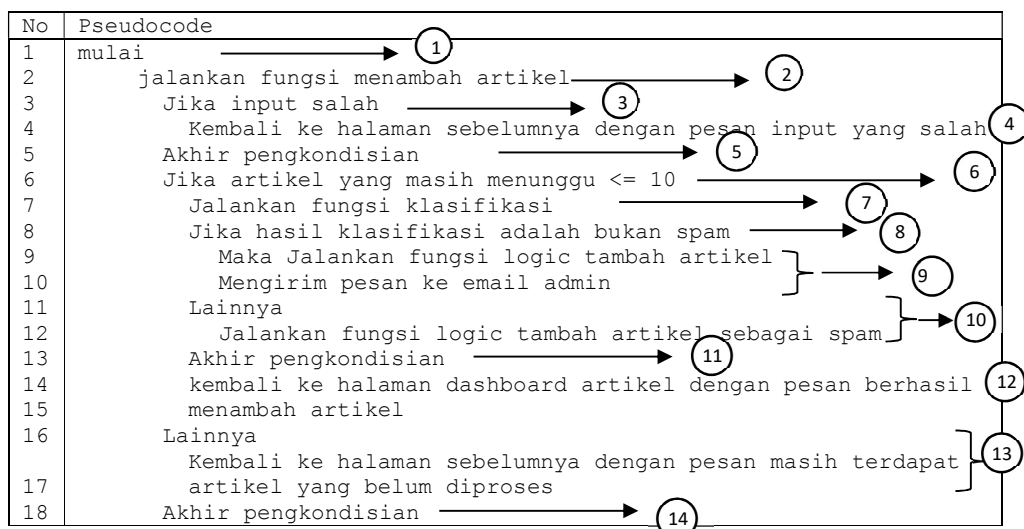 No Pseudocode
1 mulai 1
2 jalankan fungsi menambah artikel 2
3 Jika input salah 3
4 Kembali ke halaman sebelumnya dengan pesan input yang salah 4
5 Akhir pengkondisian 5
6 Jika artikel yang masih menunggu <= 10 6
7 Jalankan fungsi klasifikasi 7
8 Jika hasil klasifikasi adalah bukan spam 8
9 Maka Jalankan fungsi logic tambah artikel
10 Mengirim pesan ke email admin 9
11 Lainnya
12 Jalankan fungsi logic tambah artikel sebagai spam 10
13 Akhir pengkondisian 11
14 kembali ke halaman dashboard artikel dengan pesan berhasil 12
15 menambah artikel
16 Lainnya
Kembali ke halaman sebelumnya dengan pesan masih terdapat 13
17 artikel yang belum diproses
18 Akhir pengkondisian 14